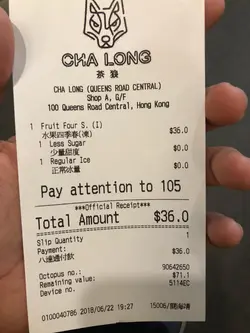 CHA LONG
茶 狼
CHA LONG (QUEENS ROAD CENTRAL)
Shop A, G/F
100 Queens Road Central, Hong Kong
1 Fruit Four S. (I) $36.0
水果四季春(凍)
1 Less Sugar $0.0
少量甜度
1 Regular Ice $0.0
正常冰量
Pay attention to 105
***Official Receipt***
Total Amount $36.0
Slip Quantity 1
Payment:
八達通付款 $36.0
Octopus no.: 90642650
Remaining value: $71.1
Device no. 5114EC
0100040786 2018/06/22 19:27 15006/